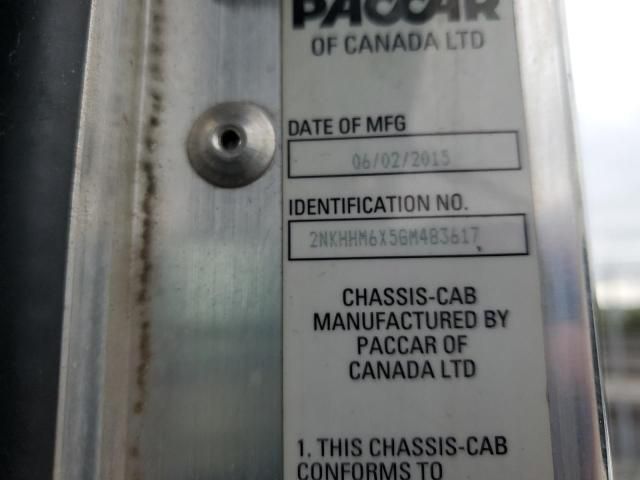 PACCAR
OF CANADA LTD
DATE OF MFG
06/02/2015
IDENTIFICATION NO.
2NKHHM6X5GM483617
CHASSIS-CAB
MANUFACTURED BY
PACCAR OF
CANADA LTD
1. THIS CHASSIS-CAB
CONFORMS TO